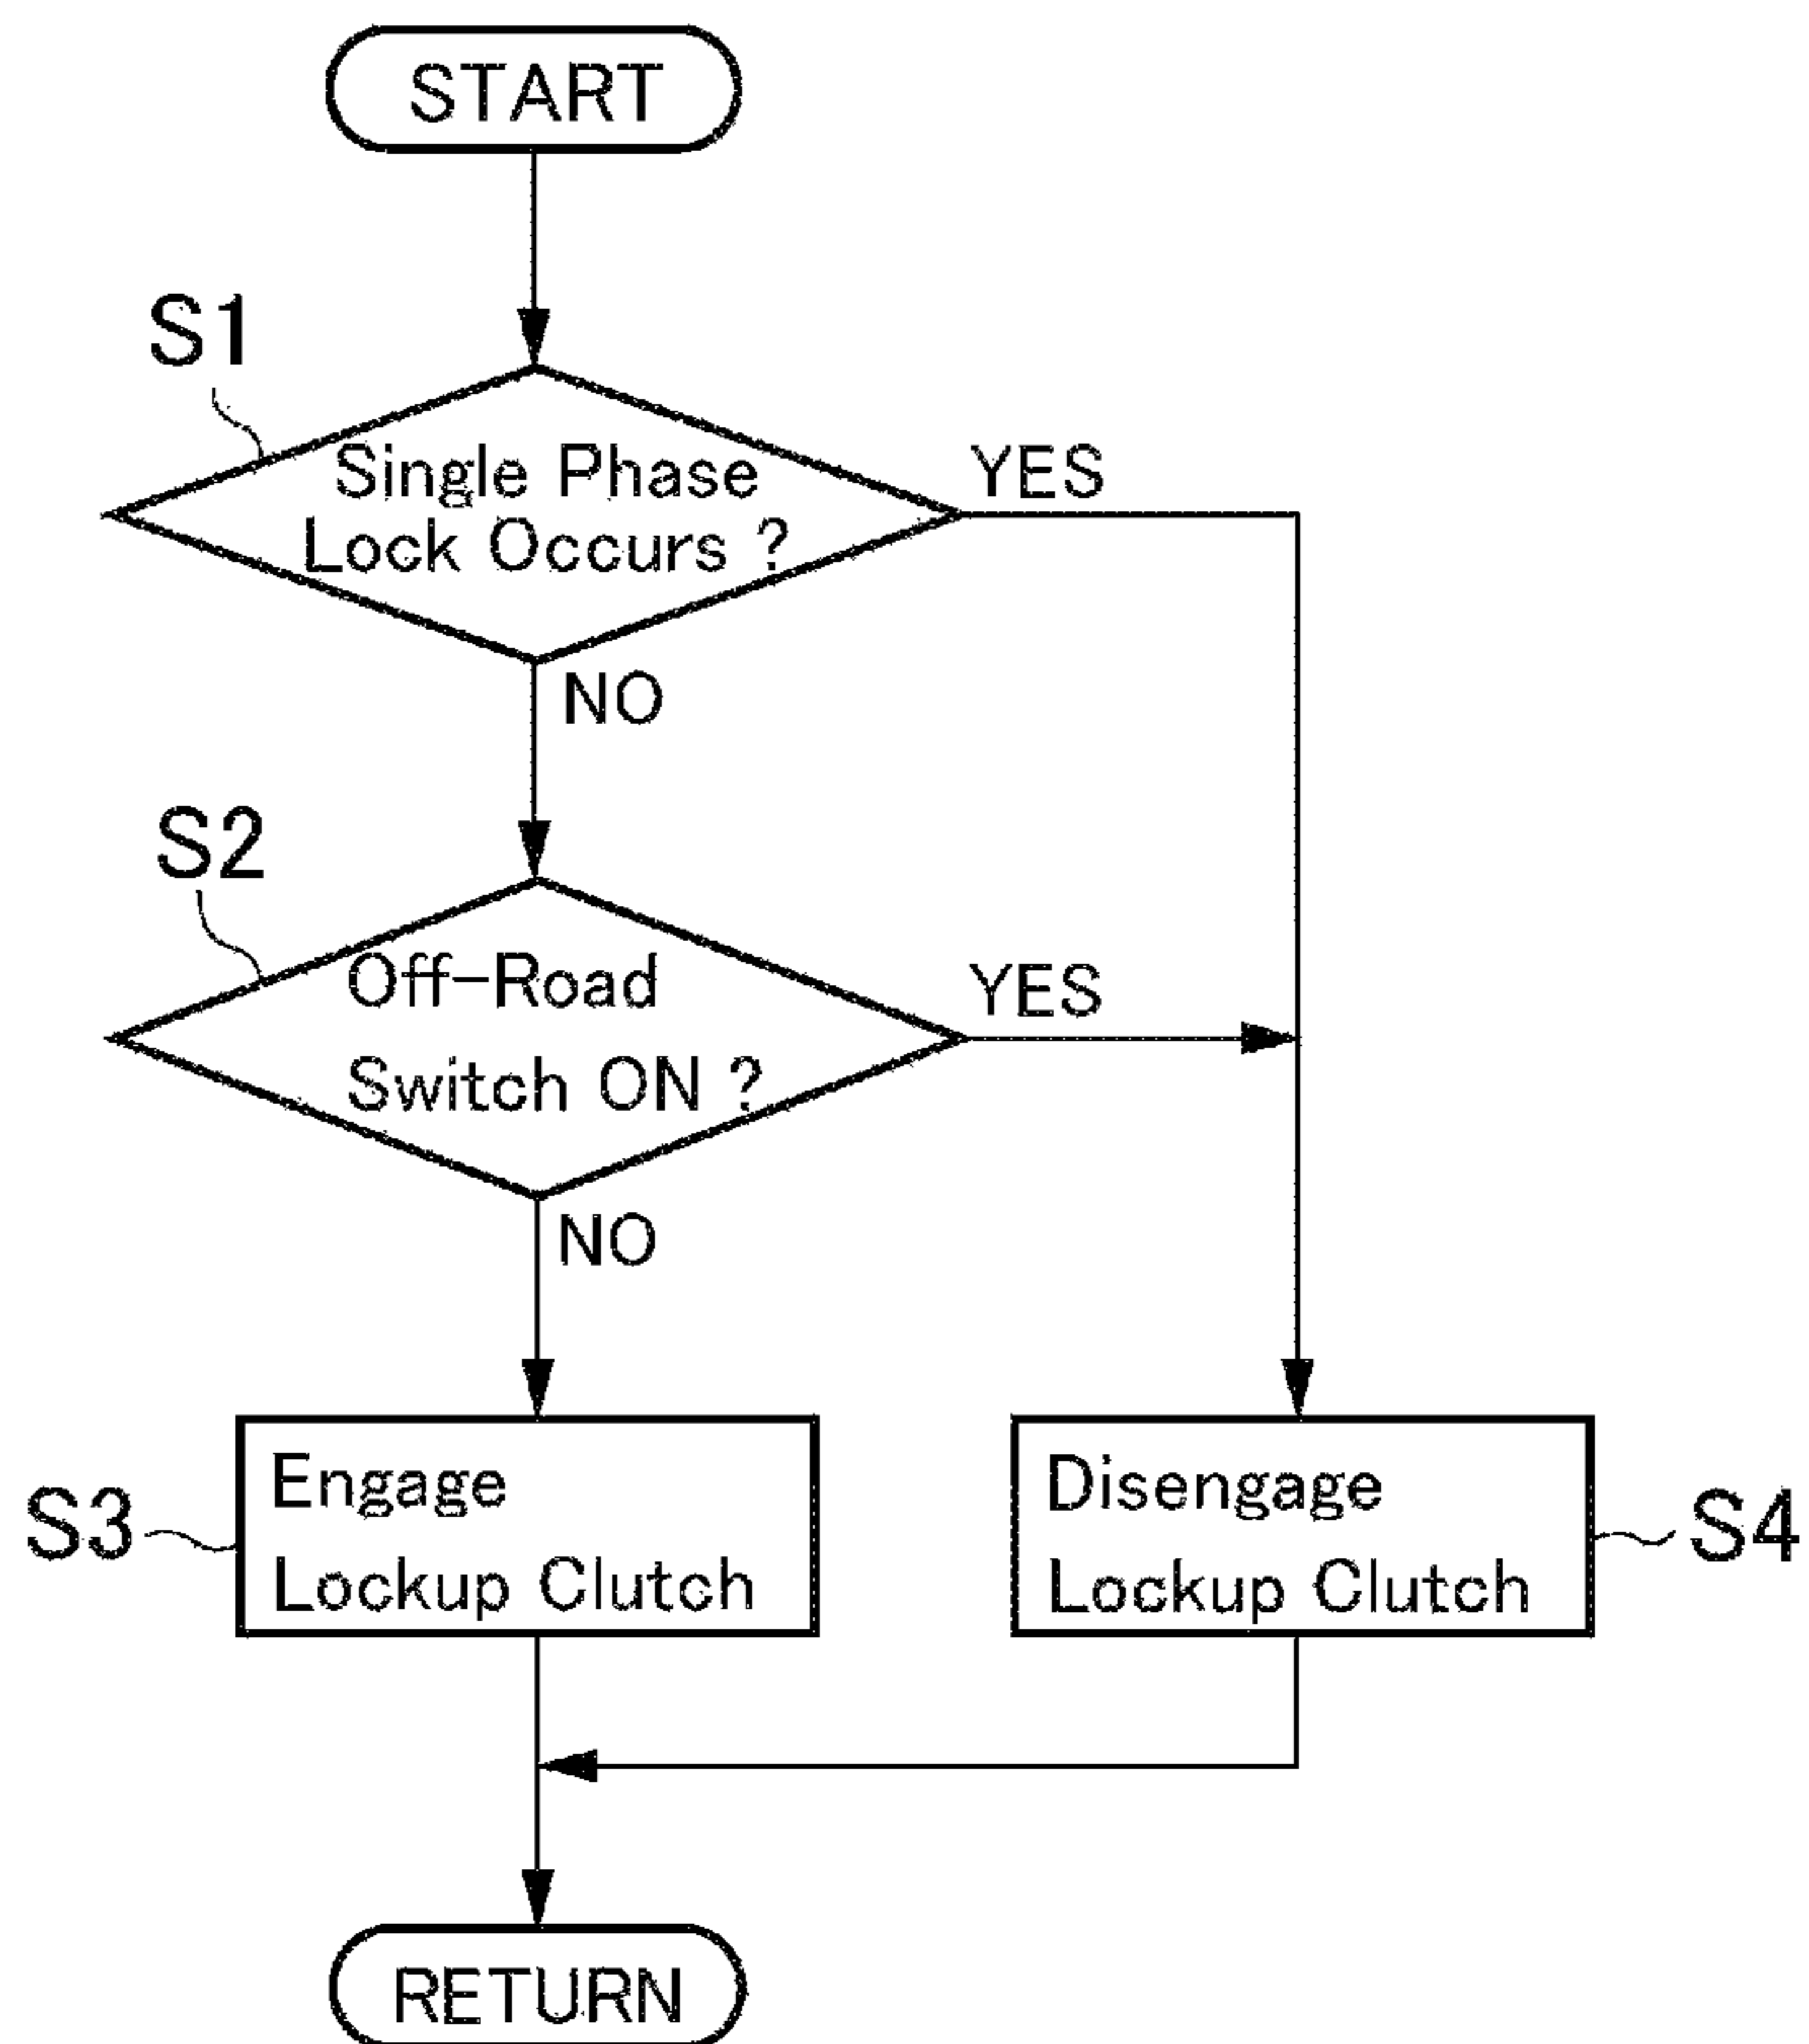 START
S1
Single Phase
Lock Occurs ?
YES
NO
S2
Off-Road
Switch ON ?
YES
NO
S3
Engage
Lockup Clutch
Disengage
Lockup Clutch
S4
RETURN